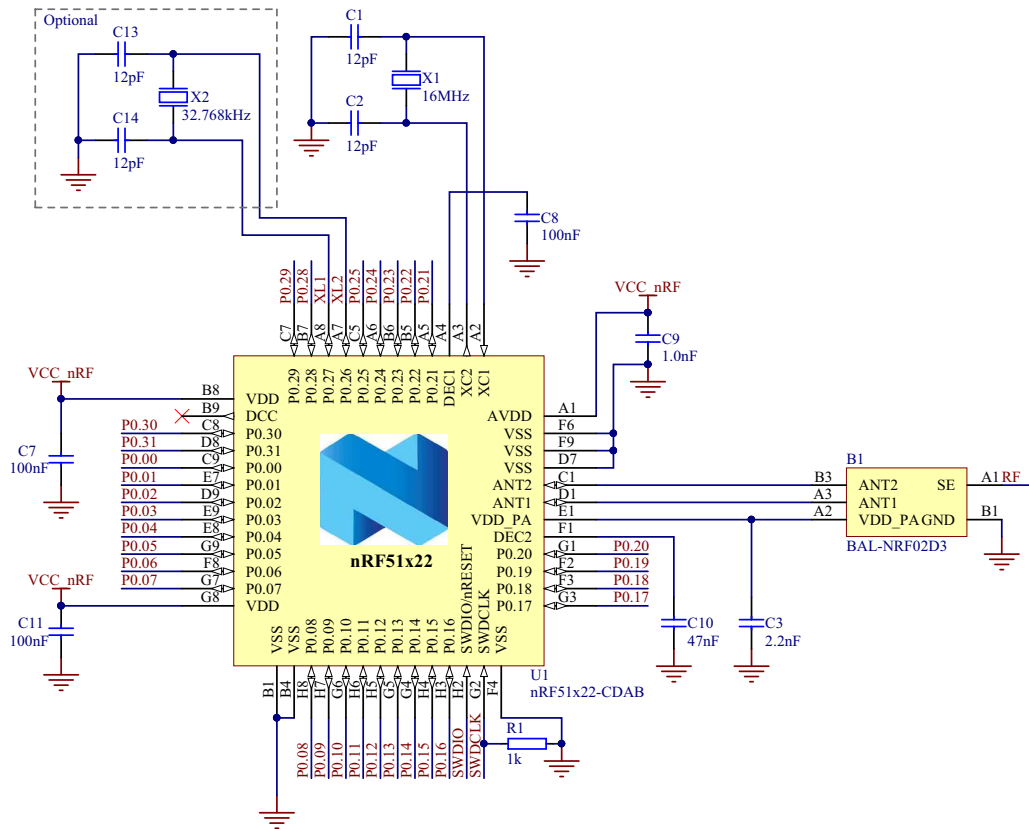 Optional
C13
12pF
X2
32.768kHz
C14
12pF
C1
12pF
X1
16MHz
C2
12pF
C8
100nF
P0.29
P0.28
XL1
XL2
P0.25
P0.24
P0.23
P0.22
P0.21
C7
B7
A8
A7
C5
A6
B6
B5
A5
A4
A3
A2
P0.29
P0.28
P0.27
P0.26
P0.25
P0.24
P0.23
P0.22
P0.21
DEC1
XC2
XC1
VCC_nRF
C9
1.0nF
VCC_nRF
C7
100nF
B8 VDD
B9 DCC
P0.30 C8 P0.30
P0.31 D8 P0.31
P0.00 C9 P0.00
P0.01 E7 P0.01
P0.02 D9 P0.02
P0.03 E9 P0.03
P0.04 E8 P0.04
P0.05 G9 P0.05
P0.06 F8 P0.06
P0.07 G7 P0.07
G8 VDD
VCC_nRF
C11
100nF
nRF51x22
AVDD A1
VSS F6
VSS F9
VSS D7
ANT2 C1
ANT1 D1
VDD_PA E1
DEC2 F1
P0.20 G1 P0.20
P0.19 F2 P0.19
P0.18 F3 P0.18
P0.17 G3 P0.17
B1
B3 ANT2 SE A1 RF
A3 ANT1
A2 VDD_PA GND B1
BAL-NRF02D3
C10
47nF
C3
2.2nF
VSS
VSS
P0.08
P0.09
P0.10
P0.11
P0.12
P0.13
P0.14
P0.15
P0.16
SWDIO/nRESET
SWDCLK
VSS
U1
nRF51x22-CDAB
B1
B4
H8
H7
G6
H6
H5
G5
G4
H4
H3
H2
G2
F4
P0.08
P0.09
P0.10
P0.11
P0.12
P0.13
P0.14
P0.15
P0.16
SWDIO
SWDCLK
R1
1k